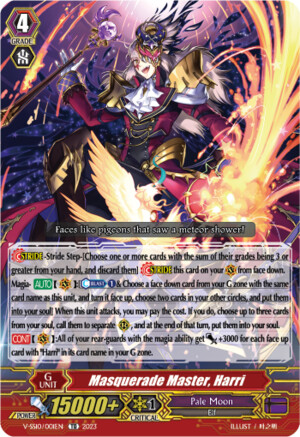 4
GRADE
Faces like pigeons that saw a meteor shower!
STRIDE -Stride Step-[Choose one or more cards with the sum of their grades being 3 or
greater from your hand, and discard them] STRIDE this card on your from face down.
Magia- AUTO : & Choose a face down card from your G zone with the same
card name as this unit, and turn it face up, choose two cards in your other circles, and put them
into your soul] When this unit attacks, you may pay the cost. If you do, choose up to three cards
from your soul, call them to separate , and at the end of that turn, put them into your soul.
CONT : All of your rear-guards with the magia ability get +3000 for each face up
card with "Harri" in its card name in your G zone.
G
UNIT
Masquerade Master, Harri
POWER
15000+
1
CRITICAL
Pale Moon
Elf
V-SS10/001EN 2023
ILLUST /